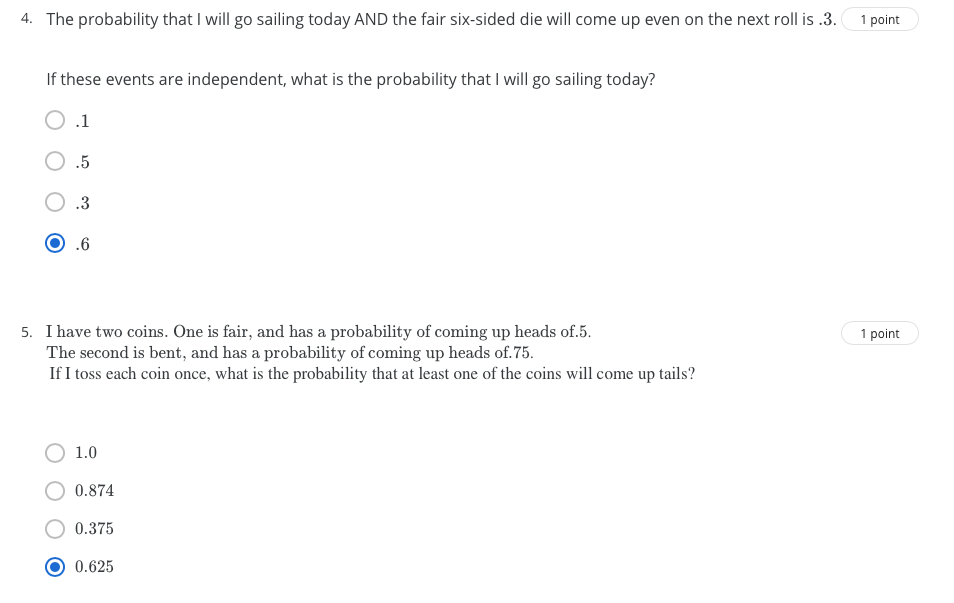 4. The probability that I will go sailing today AND the fair six-sided die will come up even on the next roll is .3. 1 point
If these events are independent, what is the probability that I will go sailing today?
.1
.5
.3
.6
5. I have two coins. One is fair, and has a probability of coming up heads of.5. 1 point
The second is bent, and has a probability of coming up heads of.75.
If I toss each coin once, what is the probability that at least one of the coins will come up tails?
1.0
0.874
0.375
0.625